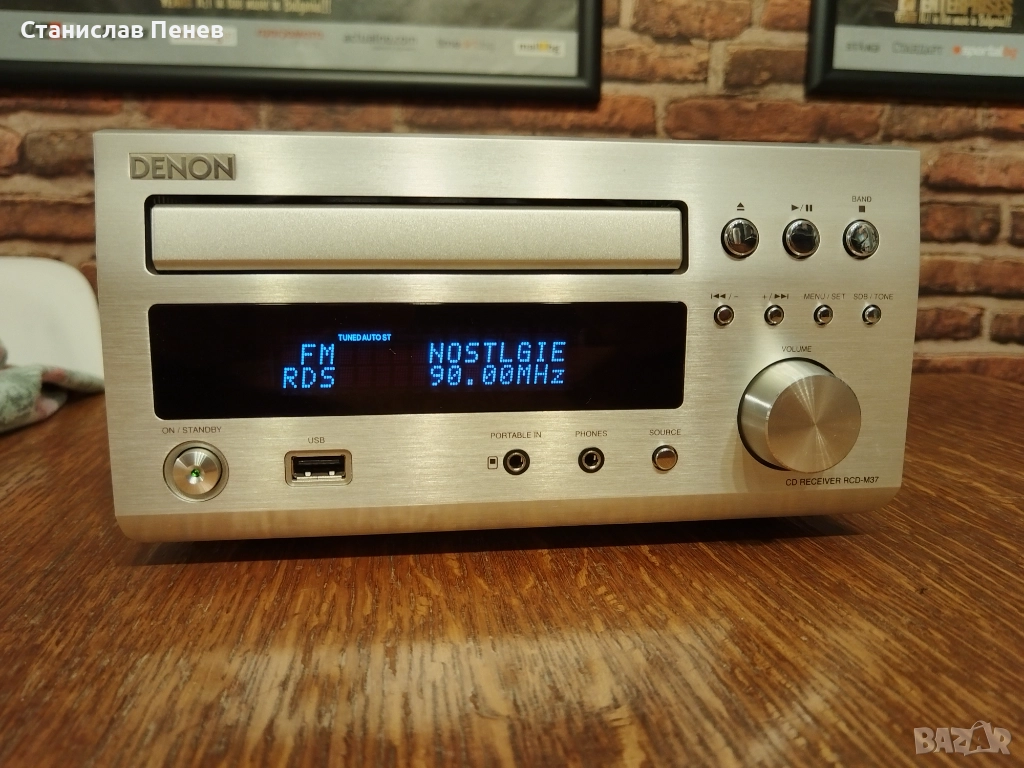 Станислав Пенев
DENON
BAND
MENU / SET
SDB / TONE
TUNED AUTO ST
FM
NOSTLGIE
RDS
90.00MHz
VOLUME
ON / STANDBY
USB
PORTABLE IN
PHONES
SOURCE
CD RECEIVER RCD-M37
BAZAR